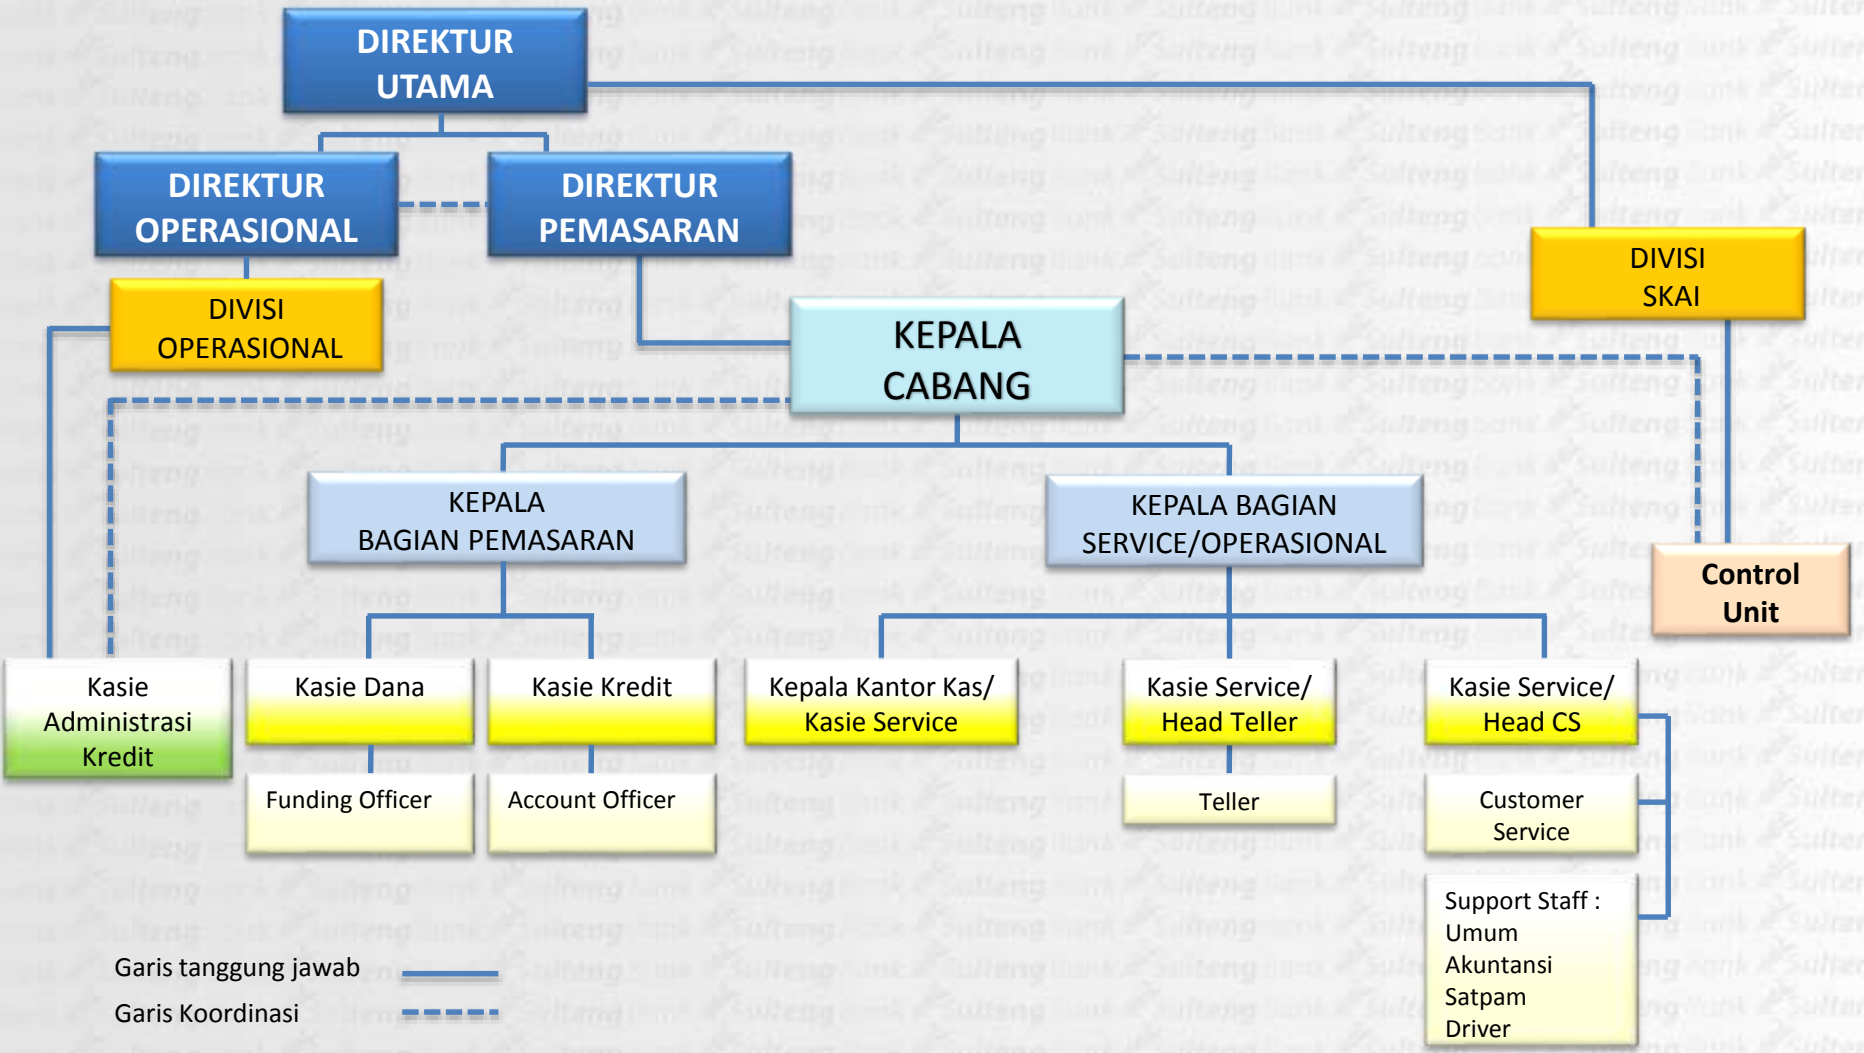 DIREKTUR
UTAMA
DIREKTUR
OPERASIONAL
DIREKTUR
PEMASARAN
DIVISI
OPERASIONAL
DIVISI
SKAI
KEPALA
CABANG
KEPALA
BAGIAN PEMASARAN
KEPALA BAGIAN
SERVICE/OPERASIONAL
Control
Unit
Kasie
Administrasi
Kredit
Kasie Dana
Kasie Kredit
Kepala Kantor Kas/
Kasie Service
Kasie Service/
Head Teller
Kasie Service/
Head CS
Funding Officer
Account Officer
Teller
Customer
Service
Support Staff :
Umum
Akuntansi
Satpam
Driver
Garis tanggung jawab
Garis Koordinasi